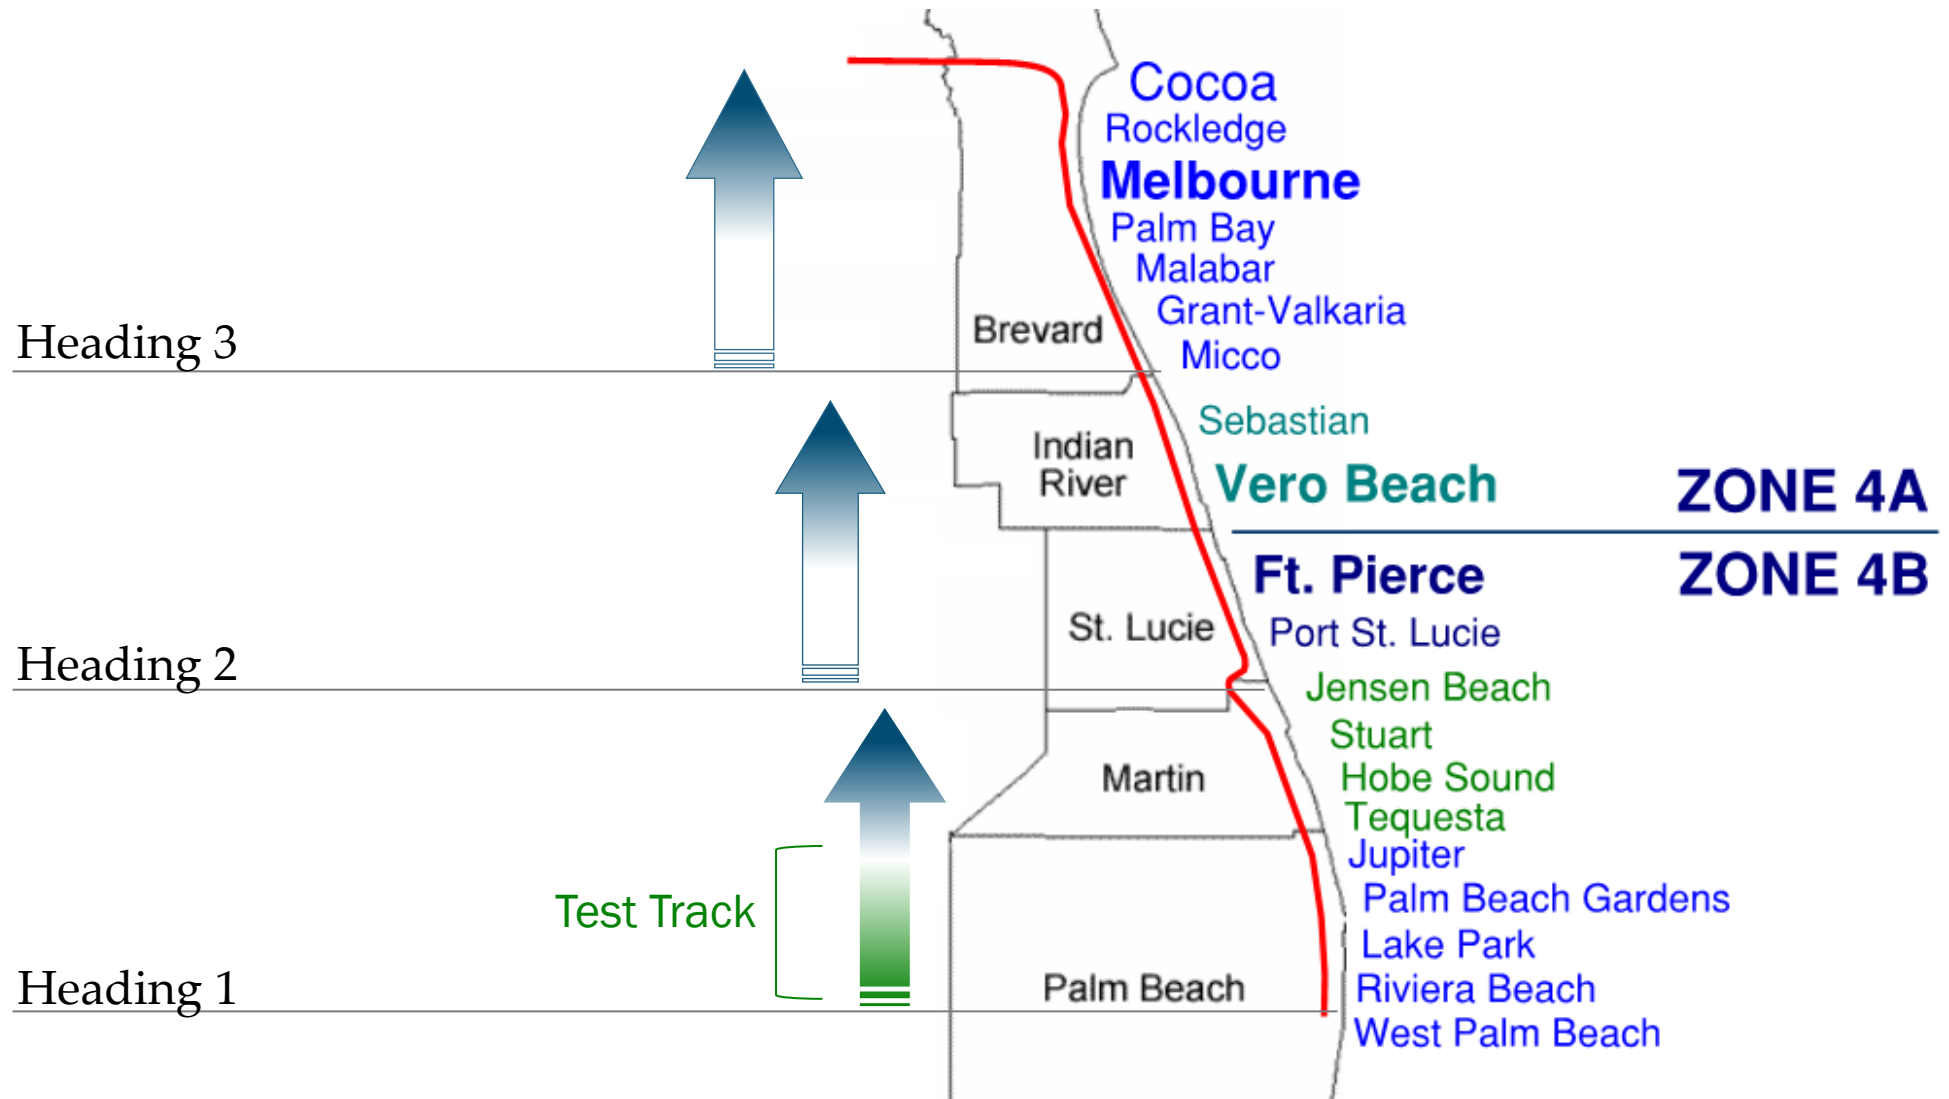 Cocoa
Rockledge
Melbourne
Palm Bay
Malabar
Grant-Valkaria
Brevard
Heading 3
Micco
Sebastian
Indian
River
Vero Beach
ZONE 4A
Ft. Pierce
ZONE 4B
St. Lucie
Port St. Lucie
Heading 2
Jensen Beach
Stuart
Martin
Hobe Sound
Tequesta
Jupiter
Palm Beach Gardens
Test Track
Lake Park
Heading 1
Palm Beach
Riviera Beach
West Palm Beach